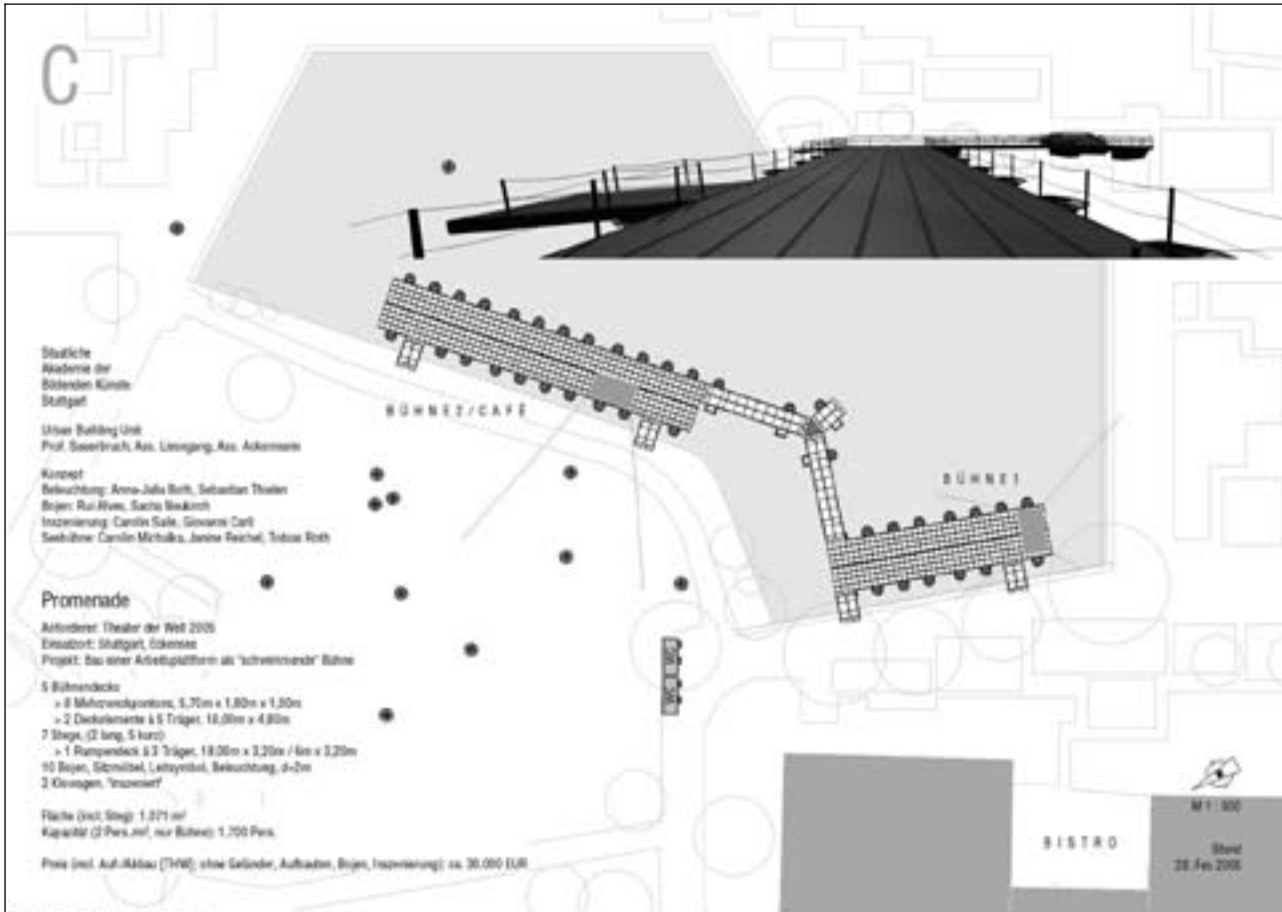 C
Staatliche
Akademie der
Bildenden Künste
Stuttgart
Urban Building Unit
Prof. Sauerbruch, Ass. Liesegang, Ass. Ackermann
Konzept
Beleuchtung: Anna-Julia Both, Sebastian Thielen
Bojen: Rui Alves, Sacha Neukirch
Inszenierung: Carolin Giovanni Carli
Seebühne: Carolin Michalka, Janine Reichel, Tobias Roth
Promenade
Anforderer: Theater der Welt 2005
Einsatzort: Stuttgart, Eckensee
Projekt: Bau einer Arbeitsplattform als "schwimmende" Bühne
5 Bühnendecks
> 8 Mehrzweckpontons, 5,70m x 1,80m x 1,00m
> 2 Deckelemente à 5 Träger, 18,00m x 4,80m
7 Stege, (2 lang, 5 kurz)
> 1 Rampendeck à 3 Träger, 18,00m x 3,20m / 6m x 3,20m
10 Bojen, Sitzmöbel, Leitsymbol, Beleuchtung, d=2m
Klowagen, "inszeniert"
Fläche (incl. Steg): 1.071 m²
Kapazität (2 Pers./m², nur Bühne): 1.700 Pers.
Preis (incl. Auf-/Abbau [THW]; ohne Geländer, Aufbauten, Bojen, Inszenierung): ca. 30.000 EUR
BÜHNE2/CAFÉ
BÜHNE1
BISTRO
M 1 : 500
Stand
28. Feb 2005